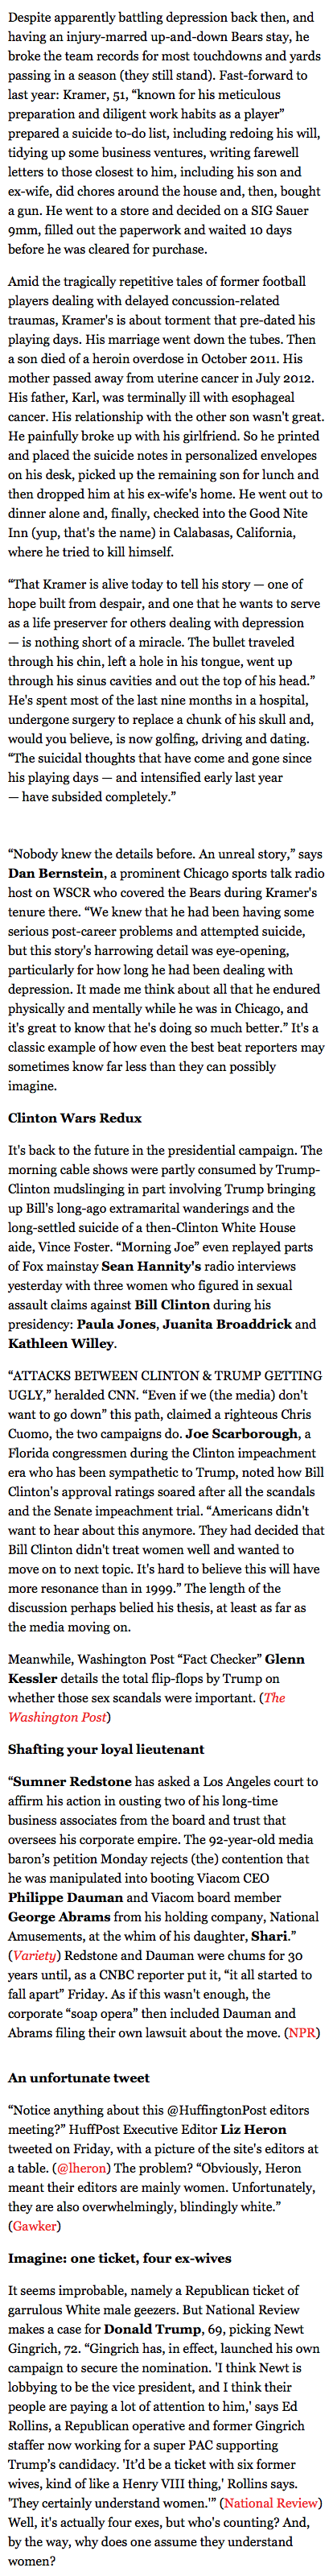 Despite apparently battling depression back then, and
having an injury-marred up-and-down Bears stay, he
broke the team records for most touchdowns and yards
passing in a season (they still stand). Fast-forward to
last year: Kramer, 51, “known for his meticulous
preparation and diligent work habits as a player”
prepared a suicide to-do list, including redoing his will,
tidying up some business ventures, writing farewell
letters to those closest to him, including his son and
ex-wife, did chores around the house and, then, bought
a gun. He went to a store and decided on a SIG Sauer
9mm, filled out the paperwork and waited 10 days
before he was cleared for purchase.
Amid the tragically repetitive tales of former football
players dealing with delayed concussion-related
traumas, Kramer's is about torment that pre-dated his
playing days. His marriage went down the tubes. Then
a son died of a heroin overdose in October 2011. His
mother passed away from uterine cancer in July 2012.
His father, Karl, was terminally ill with esophageal
cancer. His relationship with the other son wasn't great.
He painfully broke up with his girlfriend. So he printed
and placed the suicide notes in personalized envelopes
on his desk, picked up the remaining son for lunch and
then dropped him at his ex-wife's home. He went out to
dinner alone and, finally, checked into the Good Nite
Inn (yup, that's the name) in Calabasas, California,
where he tried to kill himself.
“That Kramer is alive today to tell his story — one of
hope built from despair, and one that he wants to serve
as a life preserver for others dealing with depression
— is nothing short of a miracle. The bullet traveled
through his chin, left a hole in his tongue, went up
through his sinus cavities and out the top of his head.”
He's spent most of the last nine months in a hospital,
undergone surgery to replace a chunk of his skull and,
would you believe, is now golfing, driving and dating.
“The suicidal thoughts that have come and gone since
his playing days — and intensified early last year
— have subsided completely.”
“Nobody knew the details before. An unreal story,” says
Dan Bernstein, a prominent Chicago sports talk radio
host on WSCR who covered the Bears during Kramer's
tenure there. “We knew that he had been having some
serious post-career problems and attempted suicide,
but this story's harrowing detail was eye-opening,
particularly for how long he had been dealing with
depression. It made me think about all that he endured
physically and mentally while he was in Chicago, and
it's great to know that he's doing so much better.” It's a
classic example of how even the best beat reporters may
sometimes know far less than they can possibly
imagine.
Clinton Wars Redux
It's back to the future in the presidential campaign. The
morning cable shows were partly consumed by Trump-
Clinton mudslinging in part involving Trump bringing
up Bill's long-ago extramarital wanderings and the
long-settled suicide of a then-Clinton White House
aide, Vince Foster. “Morning Joe” even replayed parts
of Fox mainstay Sean Hannity's radio interviews
yesterday with three women who figured in sexual
assault claims against Bill Clinton during his
presidency: Paula Jones, Juanita Broaddrick and
Kathleen Willey.
“ATTACKS BETWEEN CLINTON & TRUMP GETTING
UGLY,” heralded CNN. “Even if we (the media) don't
want to go down” this path, claimed a righteous Chris
Cuomo, the two campaigns do. Joe Scarborough, a
Florida congressmen during the Clinton impeachment
era who has been sympathetic to Trump, noted how Bill
Clinton's approval ratings soared after all the scandals
and the Senate impeachment trial. “Americans didn't
want to hear about this anymore. They had decided that
Bill Clinton didn't treat women well and wanted to
move on to next topic. It's hard to believe this will have
more resonance than in 1999.” The length of the
discussion perhaps belied his thesis, at least as far as
the media moving on.
Meanwhile, Washington Post “Fact Checker” Glenn
Kessler details the total flip-flops by Trump on
whether those sex scandals were important. (The
Washington Post)
Shafting your loyal lieutenant
“Sumner Redstone has asked a Los Angeles court to
affirm his action in ousting two of his long-time
business associates from the board and trust that
oversees his corporate empire. The 92-year-old media
baron’s petition Monday rejects (the) contention that
he was manipulated into booting Viacom CEO
Philippe Dauman and Viacom board member
George Abrams from his holding company, National
Amusements, at the whim of his daughter, Shari.”
(Variety) Redstone and Dauman were chums for 30
years until, as a CNBC reporter put it, “it all started to
fall apart” Friday. As if this wasn't enough, the
corporate “soap opera” then included Dauman and
Abrams filing their own lawsuit about the move. (NPR)
An unfortunate tweet
“Notice anything about this @HuffingtonPost editors
meeting?” HuffPost Executive Editor Liz Heron
tweeted on Friday, with a picture of the site's editors at
a table. (@lheron) The problem? “Obviously, Heron
meant their editors are mainly women. Unfortunately,
they are also overwhelmingly, blindingly white.”
(Gawker)
Imagine: one ticket, four ex-wives
It seems improbable, namely a Republican ticket of
garrulous White male geezers. But National Review
makes a case for Donald Trump, 69, picking Newt
Gingrich, 72. “Gingrich has, in effect, launched his own
campaign to secure the nomination. 'I think Newt is
lobbying to be the vice president, and I think their
people are paying a lot of attention to him,' says Ed
Rollins, a Republican operative and former Gingrich
staffer now working for a super PAC supporting
Trump’s candidacy. 'It’d be a ticket with six former
wives, kind of like a Henry VIII thing,' Rollins says.
'They certainly understand women.'” (National Review)
Well, it's actually four exes, but who's counting? And,
by the way, why does one assume they understand
women?